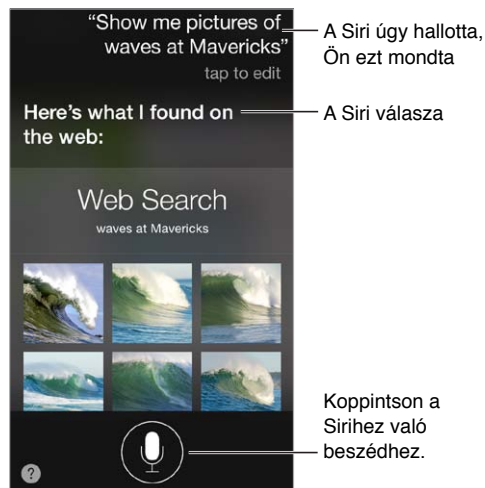 “Show me pictures of
waves at Mavericks”
tap to edit
A Siri úgy hallotta,
Ön ezt mondta
Here’s what I found on
the web:
A Siri válasza
Web Search
waves at Mavericks
Koppintson a
Sirihez való
beszédhez.
?